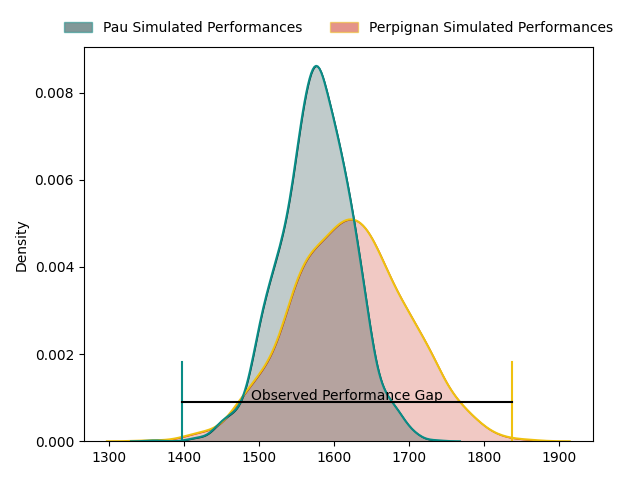 Pau Simulated Performances
Perpignan Simulated Performances
Density
0.008
0.006
0.004
0.002
0.000
Observed Performance Gap
1300 1400 1500 1600 1700 1800 1900